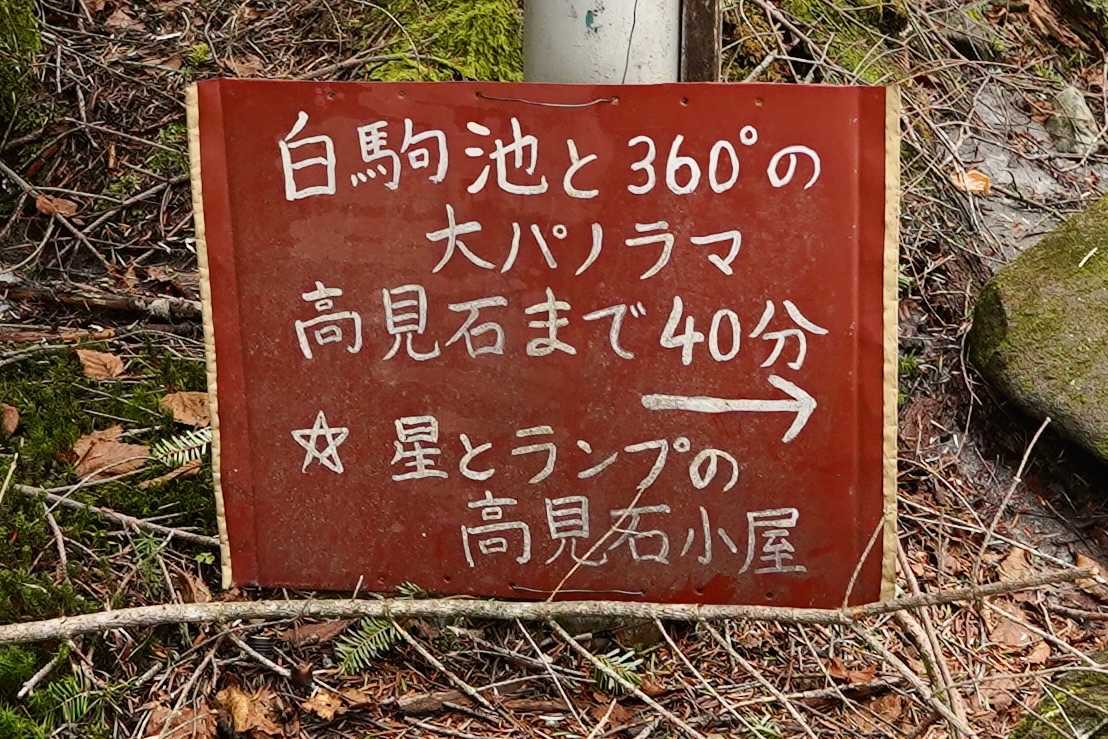 白駒池と360°の
大パノラマ
高見石まで40分
→
☆ 星とランプの
高見石小屋